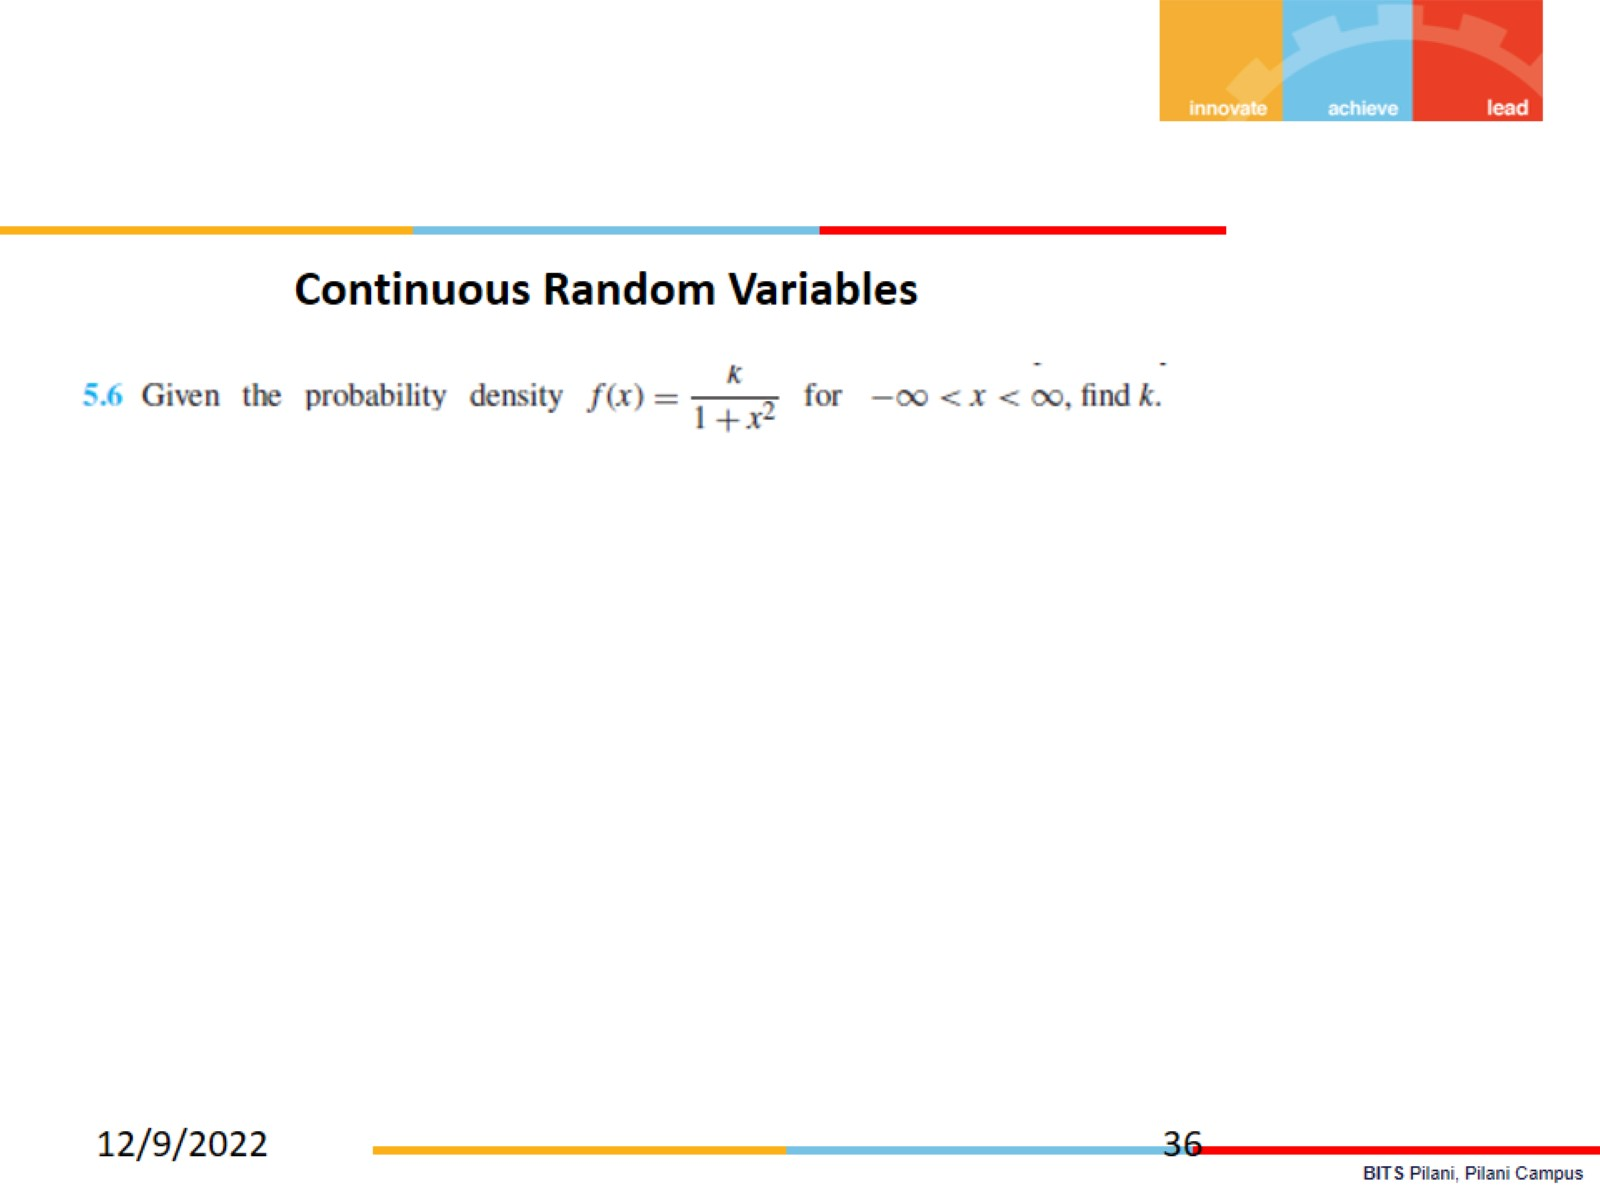 innovate achieve lead
Continuous Random Variables
5.6 Given the probability density f(x) = k / (1 + x²) for −∞ < x < ∞, find k.
12/9/2022 36
BITS Pilani, Pilani Campus